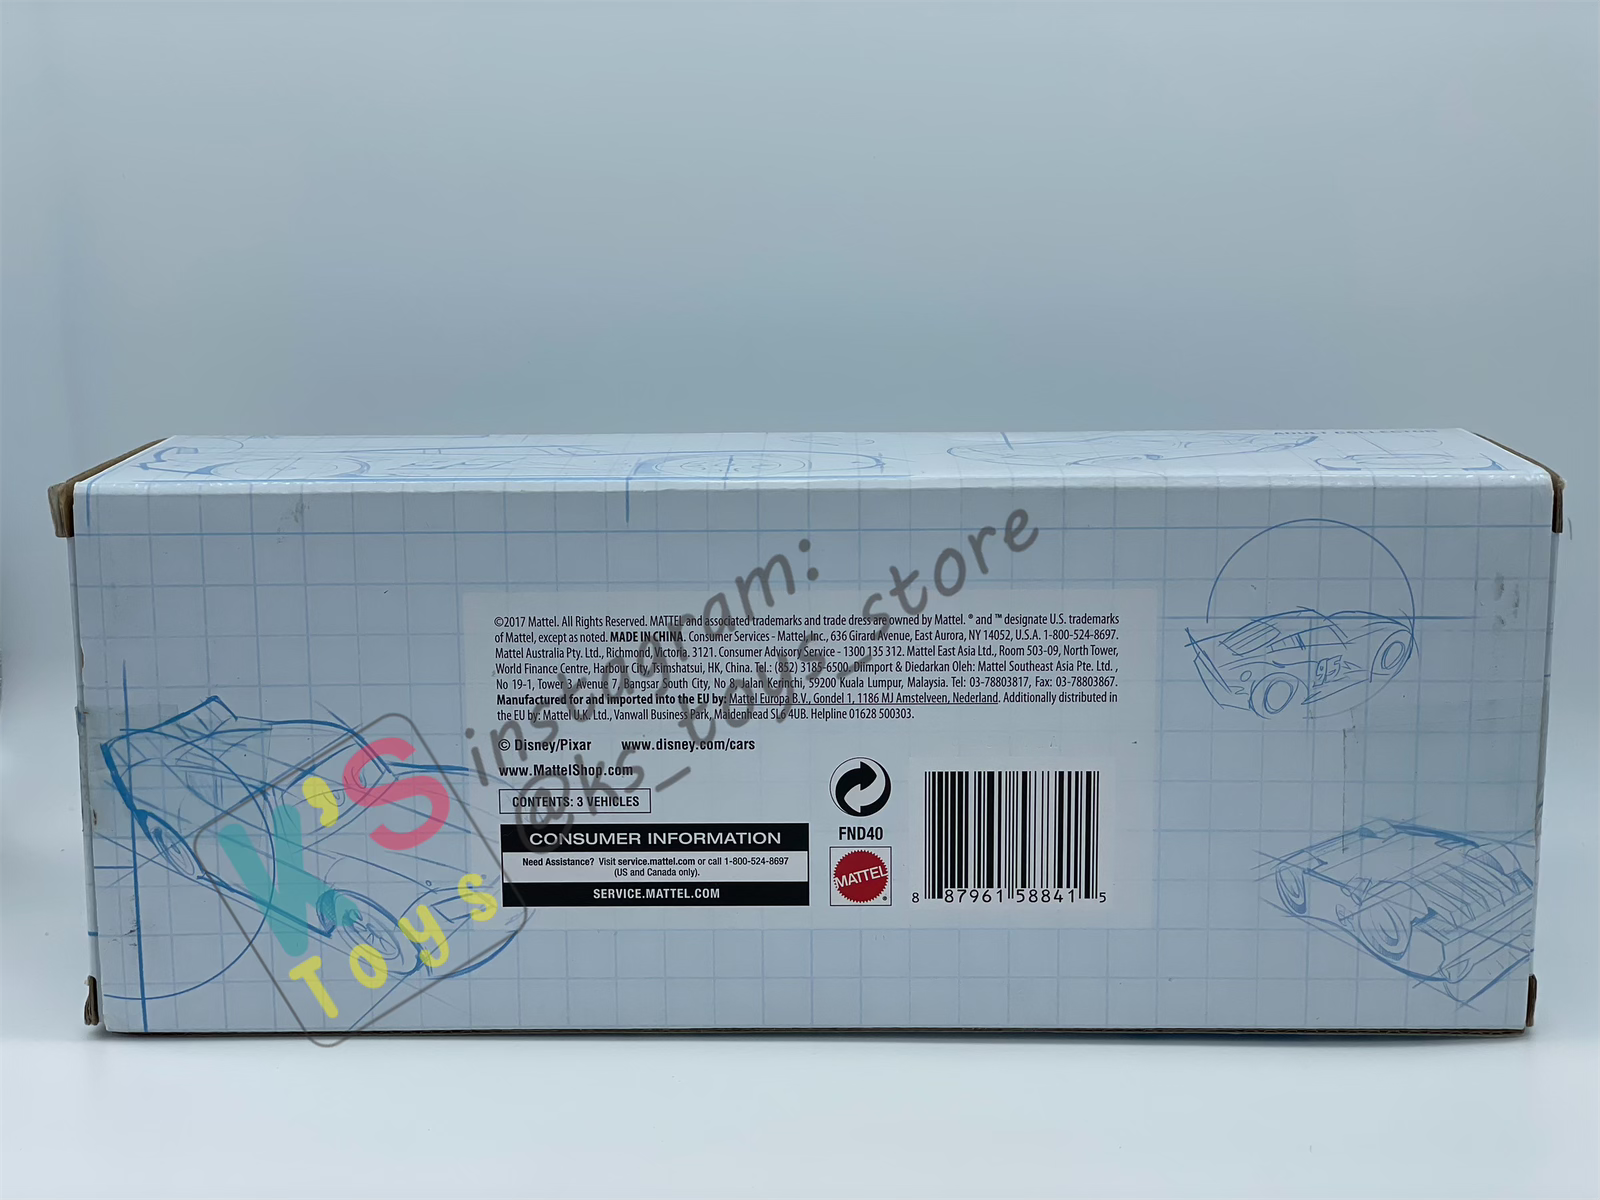 ADULT COLLECTOR
©2017 Mattel. All Rights Reserved. MATTEL and associated trademarks and trade dress are owned by Mattel. ® and ™ designate U.S. trademarks
of Mattel, except as noted. MADE IN CHINA. Consumer Services - Mattel, Inc., 636 Girard Avenue, East Aurora, NY 14052, U.S.A. 1-800-524-8697.
Mattel Australia Pty. Ltd., Richmond, Victoria. 3121. Consumer Advisory Service - 1300 135 312. Mattel East Asia Ltd., Room 503-09, North Tower,
World Finance Centre, Harbour City, Tsimshatsui, HK, China. Tel.: (852) 3185-6500. Diimport & Diedarkan Oleh: Mattel Southeast Asia Pte. Ltd. ,
No 19-1, Tower 3 Avenue 7, Bangsar South City, No 8, Jalan Kerinchi, 59200 Kuala Lumpur, Malaysia. Tel: 03-78803817, Fax: 03-78803867.
Manufactured for and imported into the EU by: Mattel Europa B.V., Gondel 1, 1186 MJ Amstelveen, Nederland. Additionally distributed in
the EU by: Mattel U.K. Ltd., Vanwall Business Park, Maidenhead SL6 4UB. Helpline 01628 500303.
© Disney/Pixar www.disney.com/cars
www.MattelShop.com
CONTENTS: 3 VEHICLES
CONSUMER INFORMATION
Need Assistance? Visit service.mattel.com or call 1-800-524-8697
(US and Canada only).
SERVICE.MATTEL.COM
FND40
MATTEL
8 87961 58841 5
95
K'S
Toys
instagram:
@ks_toys_store